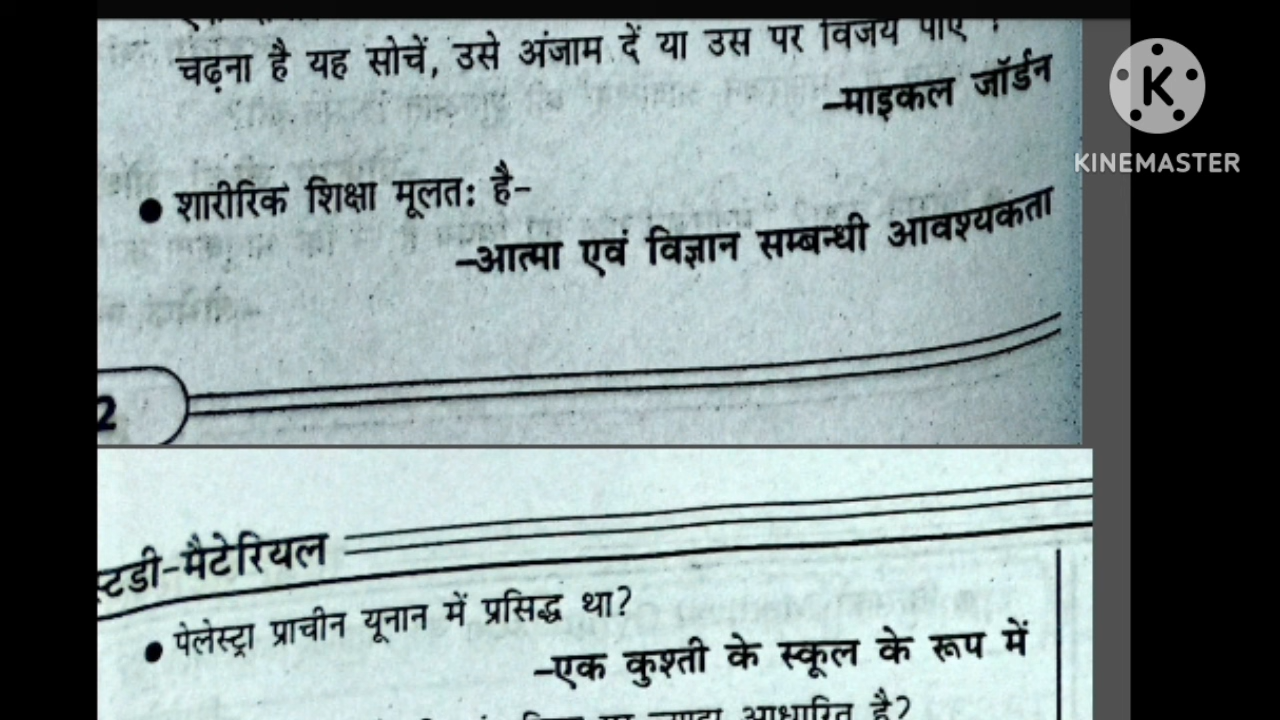 चढ़ना है यह सोचें, उसे अंजाम दें या उस पर विजय पाए
–माइकल जॉर्डन
K
KINEMASTER
● शारीरिक शिक्षा मूलत: है–
–आत्मा एवं विज्ञान सम्बन्धी आवश्यकता
2
स्टडी-मैटेरियल
● पेलेस्ट्रा प्राचीन यूनान में प्रसिद्ध था?
–एक कुश्ती के स्कूल के रूप में
आधारित है?